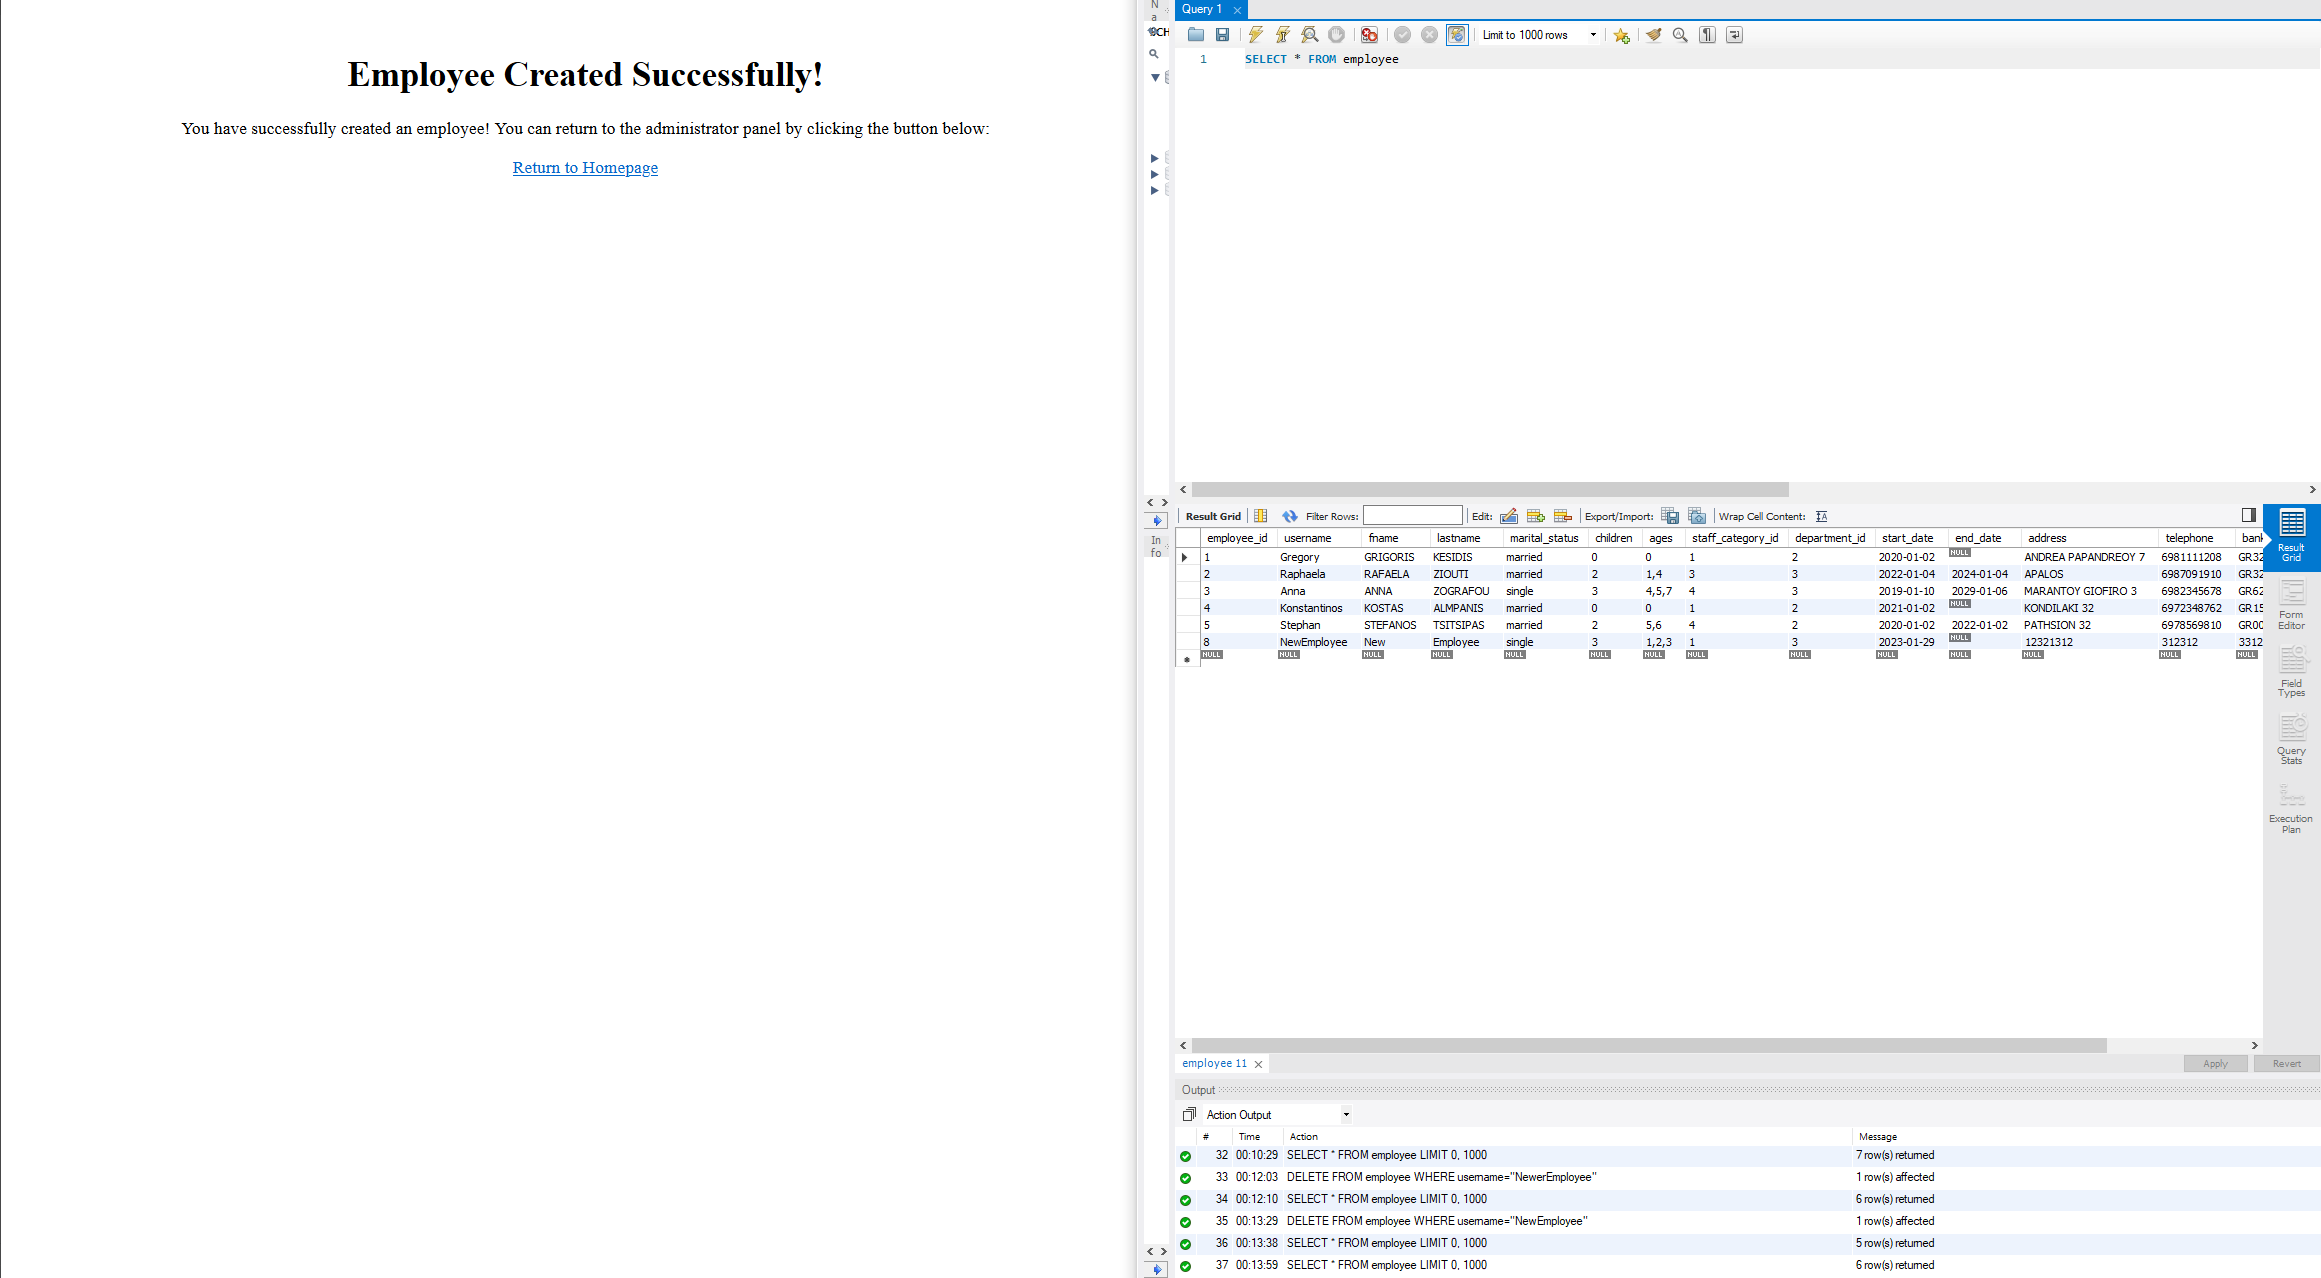 Employee Created Successfully!
You have successfully created an employee! You can return to the administrator panel by clicking the button below:
Return to Homepage
N
a
SCH
In
fo
Query 1
Limit to 1000 rows
1 SELECT * FROM employee
Result Grid Filter Rows: Edit: Export/Import: Wrap Cell Content:
employee_id username fname lastname marital_status children ages staff_category_id department_id start_date end_date address telephone bank
1 Gregory GRIGORIS KESIDIS married 0 0 1 2 2020-01-02 NULL ANDREA PAPANDREOY 7 6981111208 GR32
2 Raphaela RAFAELA ZIOUTI married 2 1,4 3 3 2022-01-04 2024-01-04 APALOS 6987091910 GR32
3 Anna ANNA ZOGRAFOU single 3 4,5,7 4 3 2019-01-10 2029-01-06 MARANTOY GIOFIRO 3 6982345678 GR62
4 Konstantinos KOSTAS ALMPANIS married 0 0 1 2 2021-01-02 NULL KONDILAKI 32 6972348762 GR15
5 Stephan STEFANOS TSITSIPAS married 2 5,6 4 2 2020-01-02 2022-01-02 PATHSION 32 6978569810 GR00
8 NewEmployee New Employee single 3 1,2,3 1 3 2023-01-29 NULL 12321312 312312 3312
NULL NULL NULL NULL NULL NULL NULL NULL NULL NULL NULL NULL NULL NULL
Result
Grid
Form
Editor
Field
Types
Query
Stats
Execution
Plan
employee 11
Apply Revert
Output
Action Output
# Time Action Message
32 00:10:29 SELECT * FROM employee LIMIT 0, 1000 7 row(s) returned
33 00:12:03 DELETE FROM employee WHERE username="NewerEmployee" 1 row(s) affected
34 00:12:10 SELECT * FROM employee LIMIT 0, 1000 6 row(s) returned
35 00:13:29 DELETE FROM employee WHERE username="NewEmployee" 1 row(s) affected
36 00:13:38 SELECT * FROM employee LIMIT 0, 1000 5 row(s) returned
37 00:13:59 SELECT * FROM employee LIMIT 0, 1000 6 row(s) returned